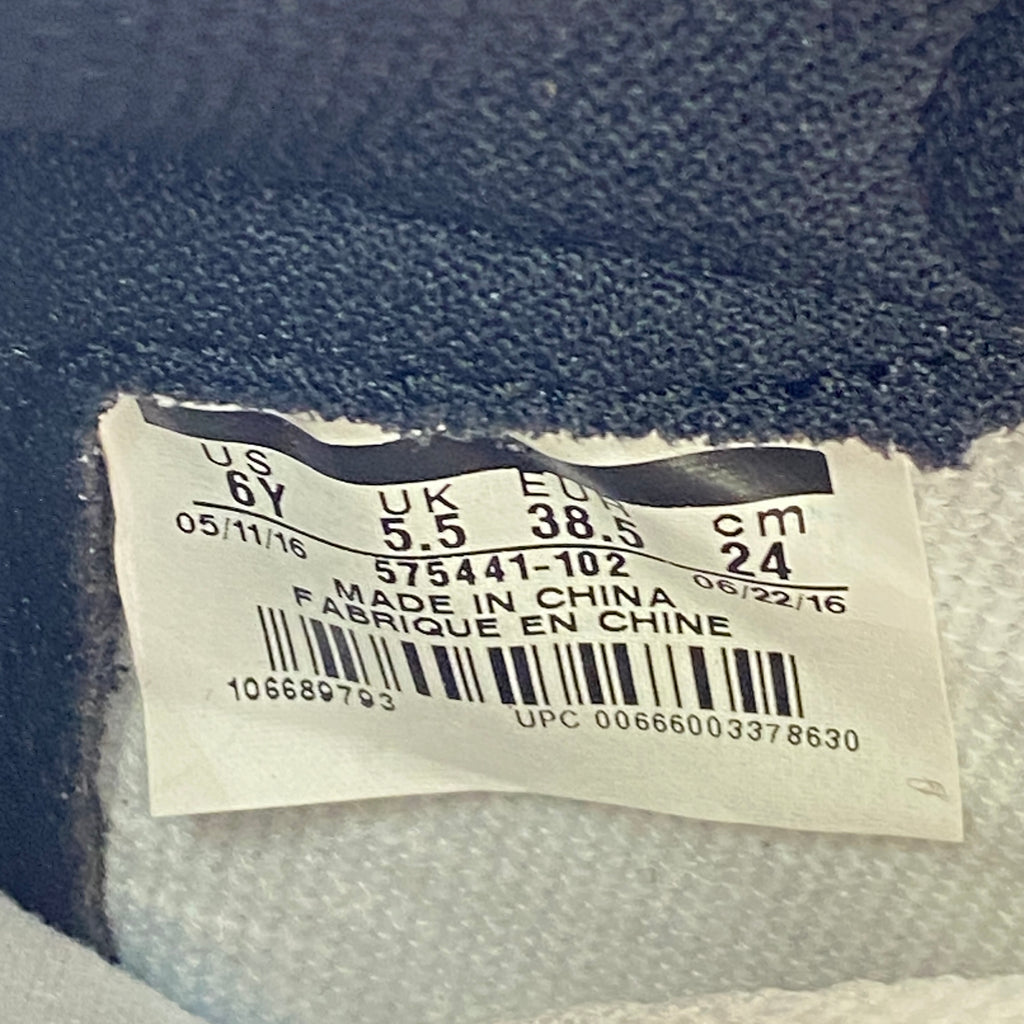 US UK EUR cm
6Y 5.5 38.5 24
05/11/16 575441-102 06/22/16
MADE IN CHINA
FABRIQUE EN CHINE
106689793
UPC 00666003378630